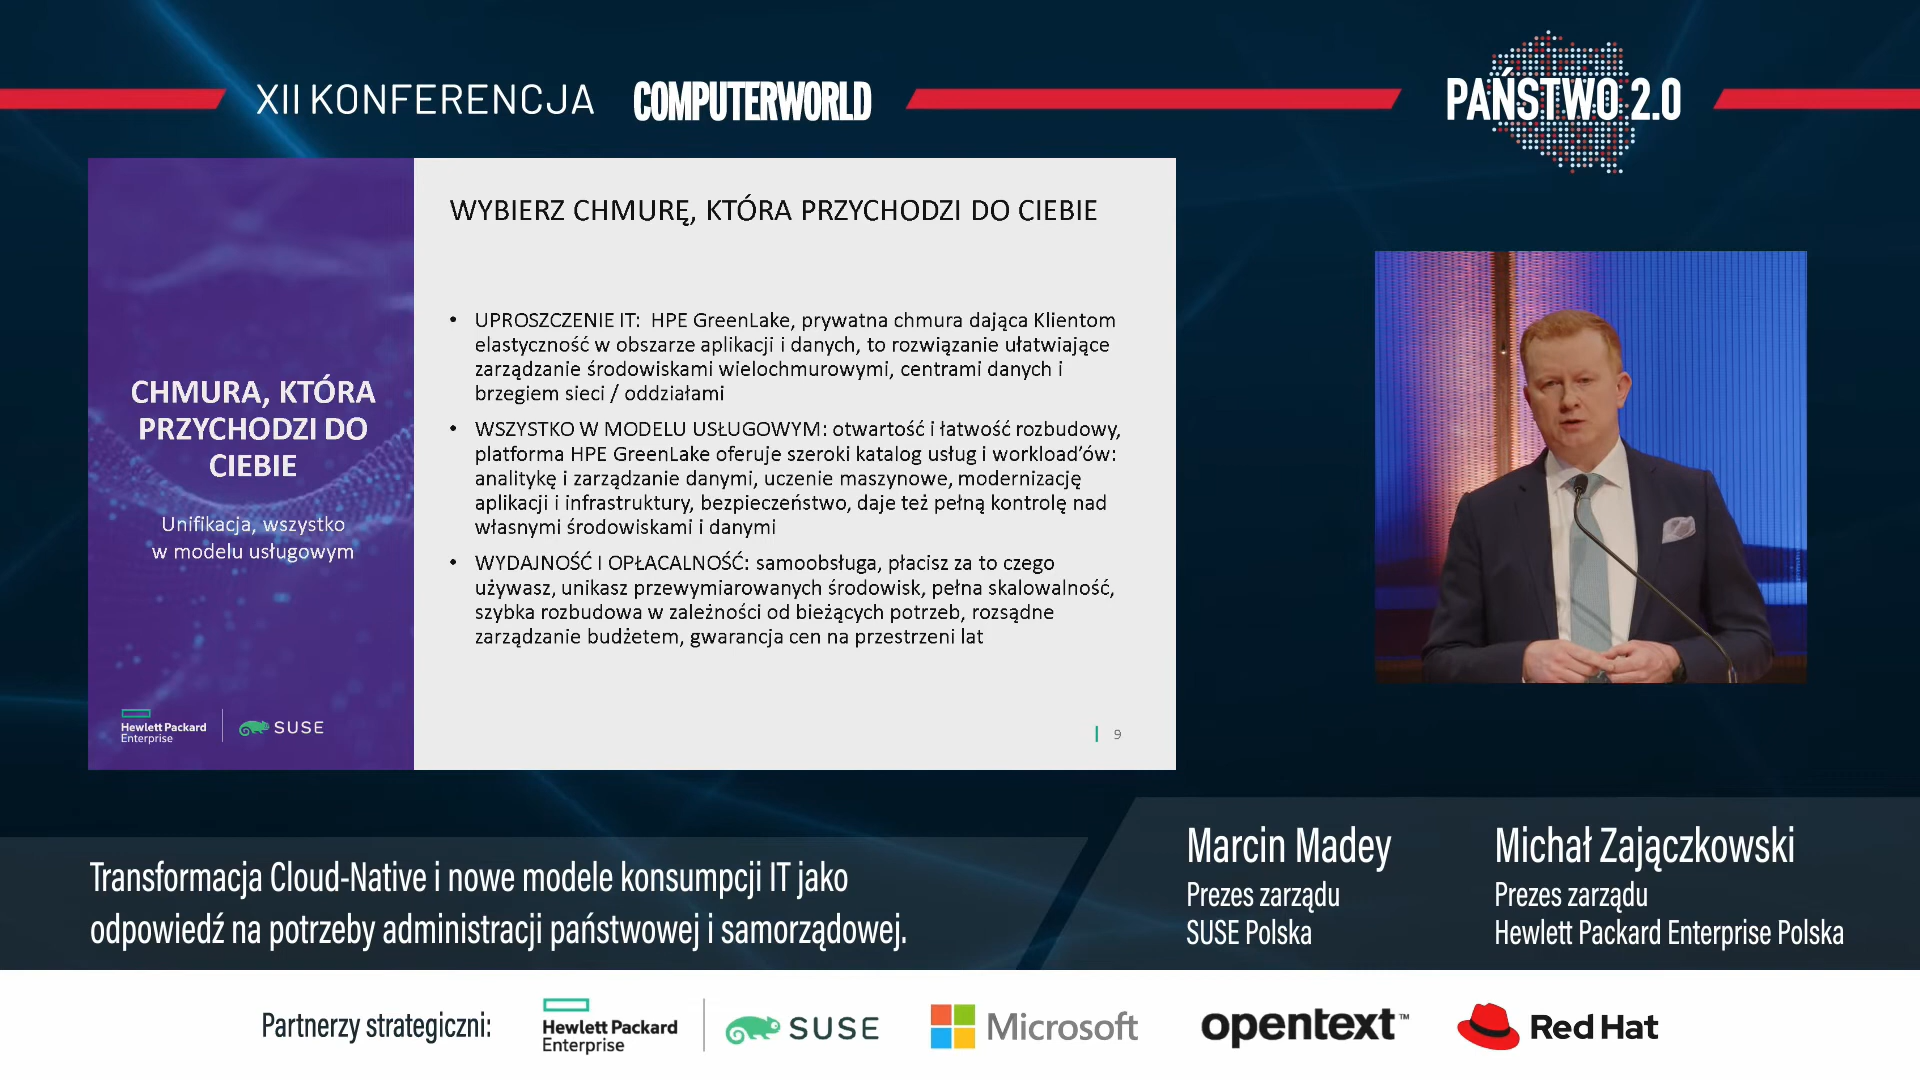 XII KONFERENCJA COMPUTERWORLD
PAŃSTWO 2.0
CHMURA, KTÓRA
PRZYCHODZI DO
CIEBIE
Unifikacja, wszystko
w modelu usługowym
Hewlett Packard
Enterprise
SUSE
WYBIERZ CHMURĘ, KTÓRA PRZYCHODZI DO CIEBIE
• UPROSZCZENIE IT: HPE GreenLake, prywatna chmura dająca Klientom
elastyczność w obszarze aplikacji i danych, to rozwiązanie ułatwiające
zarządzanie środowiskami wielochmurowymi, centrami danych i
brzegiem sieci / oddziałami
• WSZYSTKO W MODELU USŁUGOWYM: otwartość i łatwość rozbudowy,
platforma HPE GreenLake oferuje szeroki katalog usług i workload’ów:
analitykę i zarządzanie danymi, uczenie maszynowe, modernizację
aplikacji i infrastruktury, bezpieczeństwo, daje też pełną kontrolę nad
własnymi środowiskami i danymi
• WYDAJNOŚĆ I OPŁACALNOŚĆ: samoobsługa, płacisz za to czego
używasz, unikasz przewymiarowanych środowisk, pełna skalowalność,
szybka rozbudowa w zależności od bieżących potrzeb, rozsądne
zarządzanie budżetem, gwarancja cen na przestrzeni lat
9
Transformacja Cloud-Native i nowe modele konsumpcji IT jako
odpowiedź na potrzeby administracji państwowej i samorządowej.
Marcin Madey
Prezes zarządu
SUSE Polska
Michał Zajączkowski
Prezes zarządu
Hewlett Packard Enterprise Polska
Partnerzy strategiczni:
Hewlett Packard
Enterprise
SUSE
Microsoft
opentext™
Red Hat